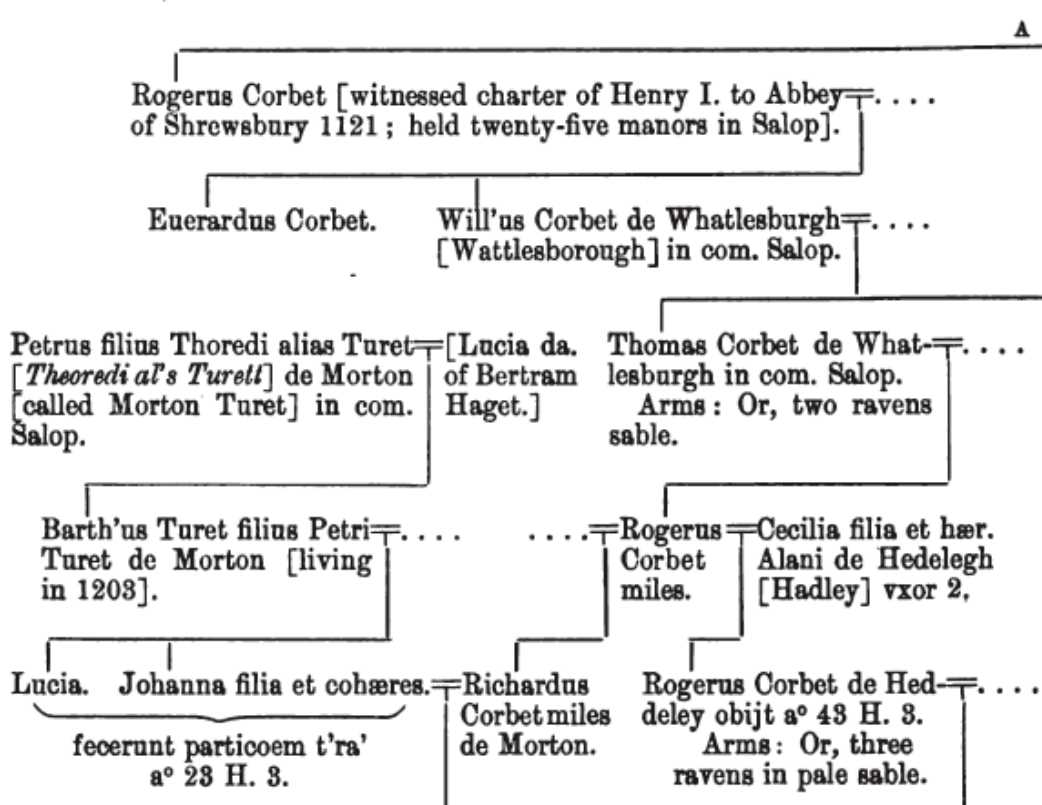 A
Rogerus Corbet [witnessed charter of Henry I. to Abbey ....
of Shrewsbury 1121 ; held twenty-five manors in Salop].
Euerardus Corbet.
Will'us Corbet de Whatlesburgh ....
[Wattlesborough] in com. Salop.
Petrus filius Thoredi alias Turet
[Theoredi al's Turett] de Morton
[called Morton Turet] in com.
Salop.
[Lucia da.
of Bertram
Haget.]
Thomas Corbet de What- ....
lesburgh in com. Salop.
Arms : Or, two ravens
sable.
Barth'us Turet filius Petri ....
Turet de Morton [living
in 1203].
.... Rogerus
Corbet
miles.
Cecilia filia et hær.
Alani de Hedelegh
[Hadley] vxor 2.
Lucia. Johanna filia et cohæres.
fecerunt particoem t'ra'
aº 23 H. 3.
Richardus
Corbet miles
de Morton.
Rogerus Corbet de Hed- ....
deley obijt aº 43 H. 3.
Arms : Or, three
ravens in pale sable.